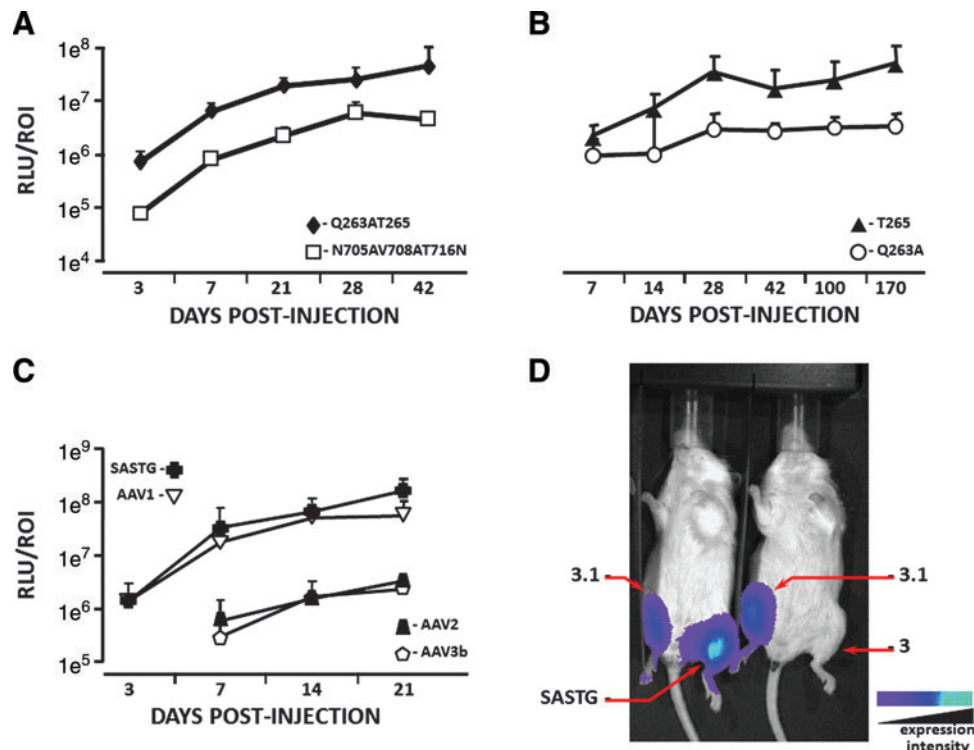 A
1e⁸
1e⁷
1e⁶
1e⁵
1e⁴
RLU/ROI
- Q263AT265
- N705AV708AT716N
3 7 21 28 42
DAYS POST-INJECTION
B
- T265
- Q263A
7 14 28 42 100 170
DAYS POST-INJECTION
C
1e⁹
1e⁸
1e⁷
1e⁶
1e⁵
RLU/ROI
SASTG -
AAV1 -
- AAV2
- AAV3b
3 7 14 21
DAYS POST-INJECTION
D
3.1
3.1
3
SASTG
expression
intensity